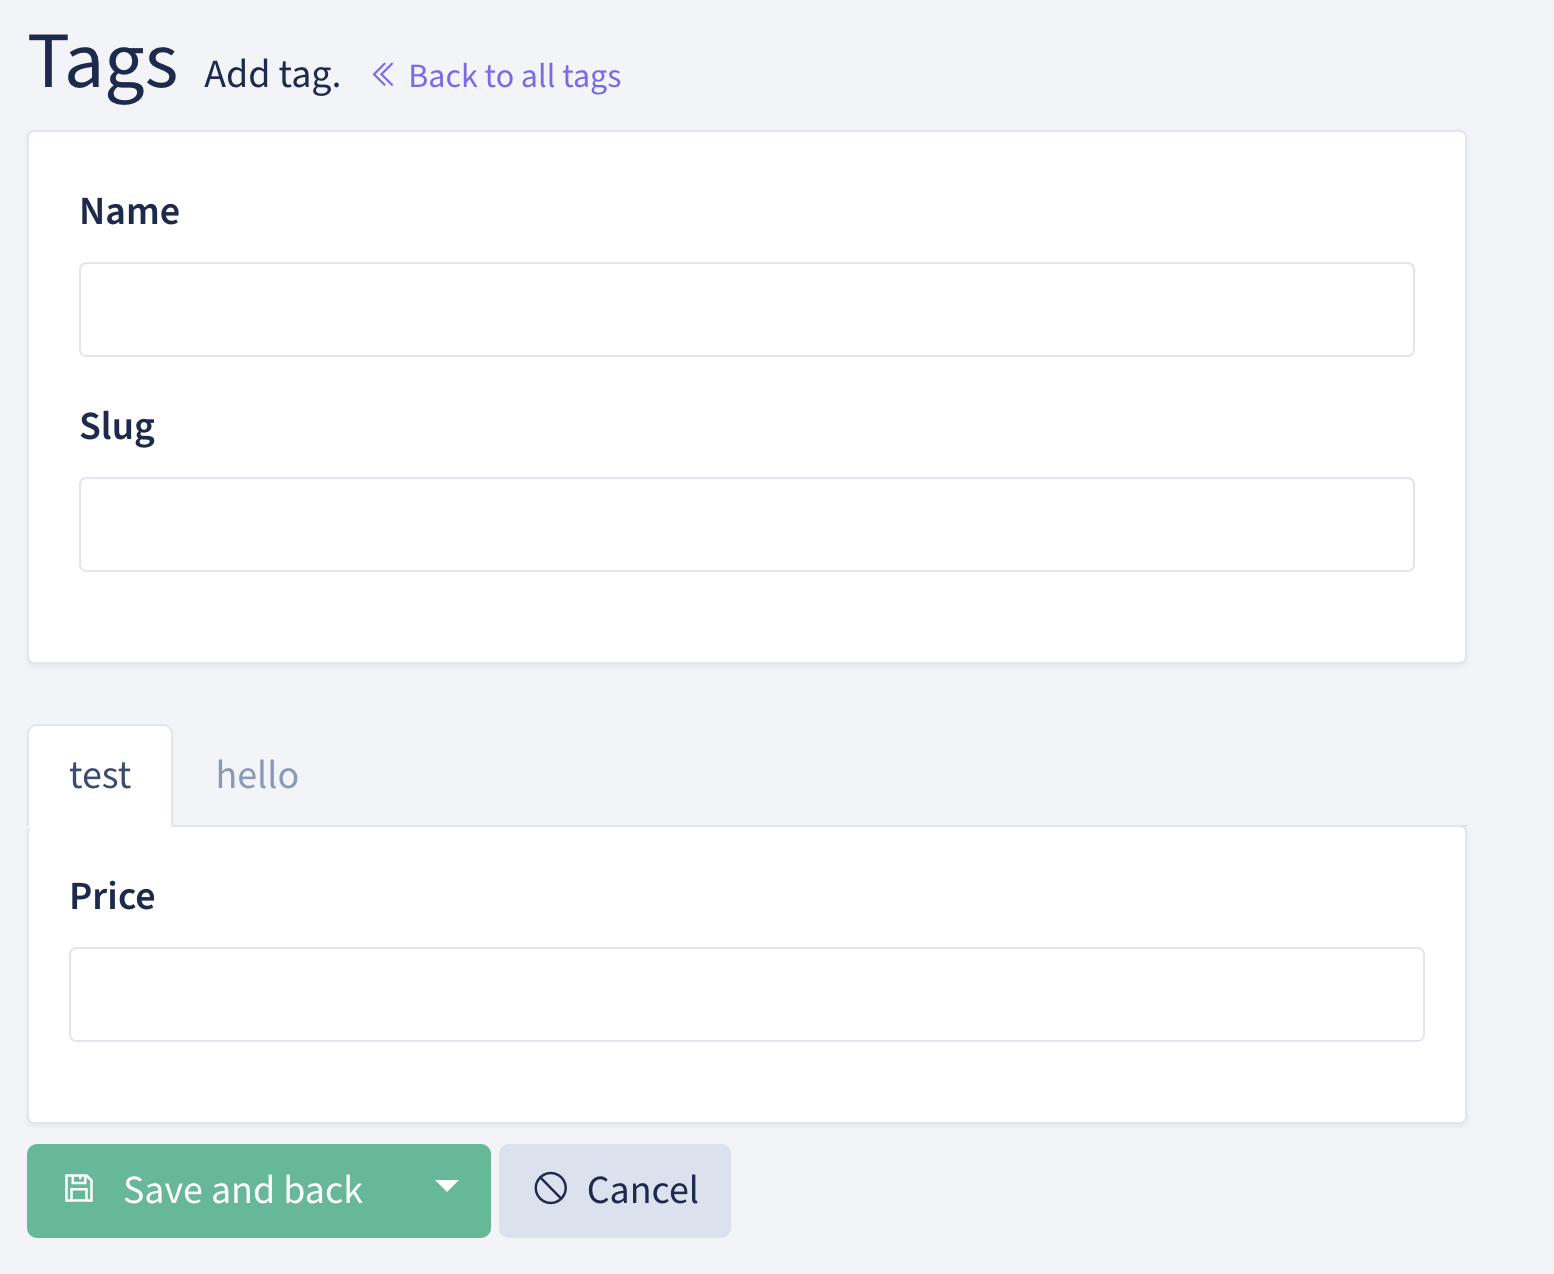 Tags Add tag. « Back to all tags
Name
Slug
test hello
Price
Save and back Cancel